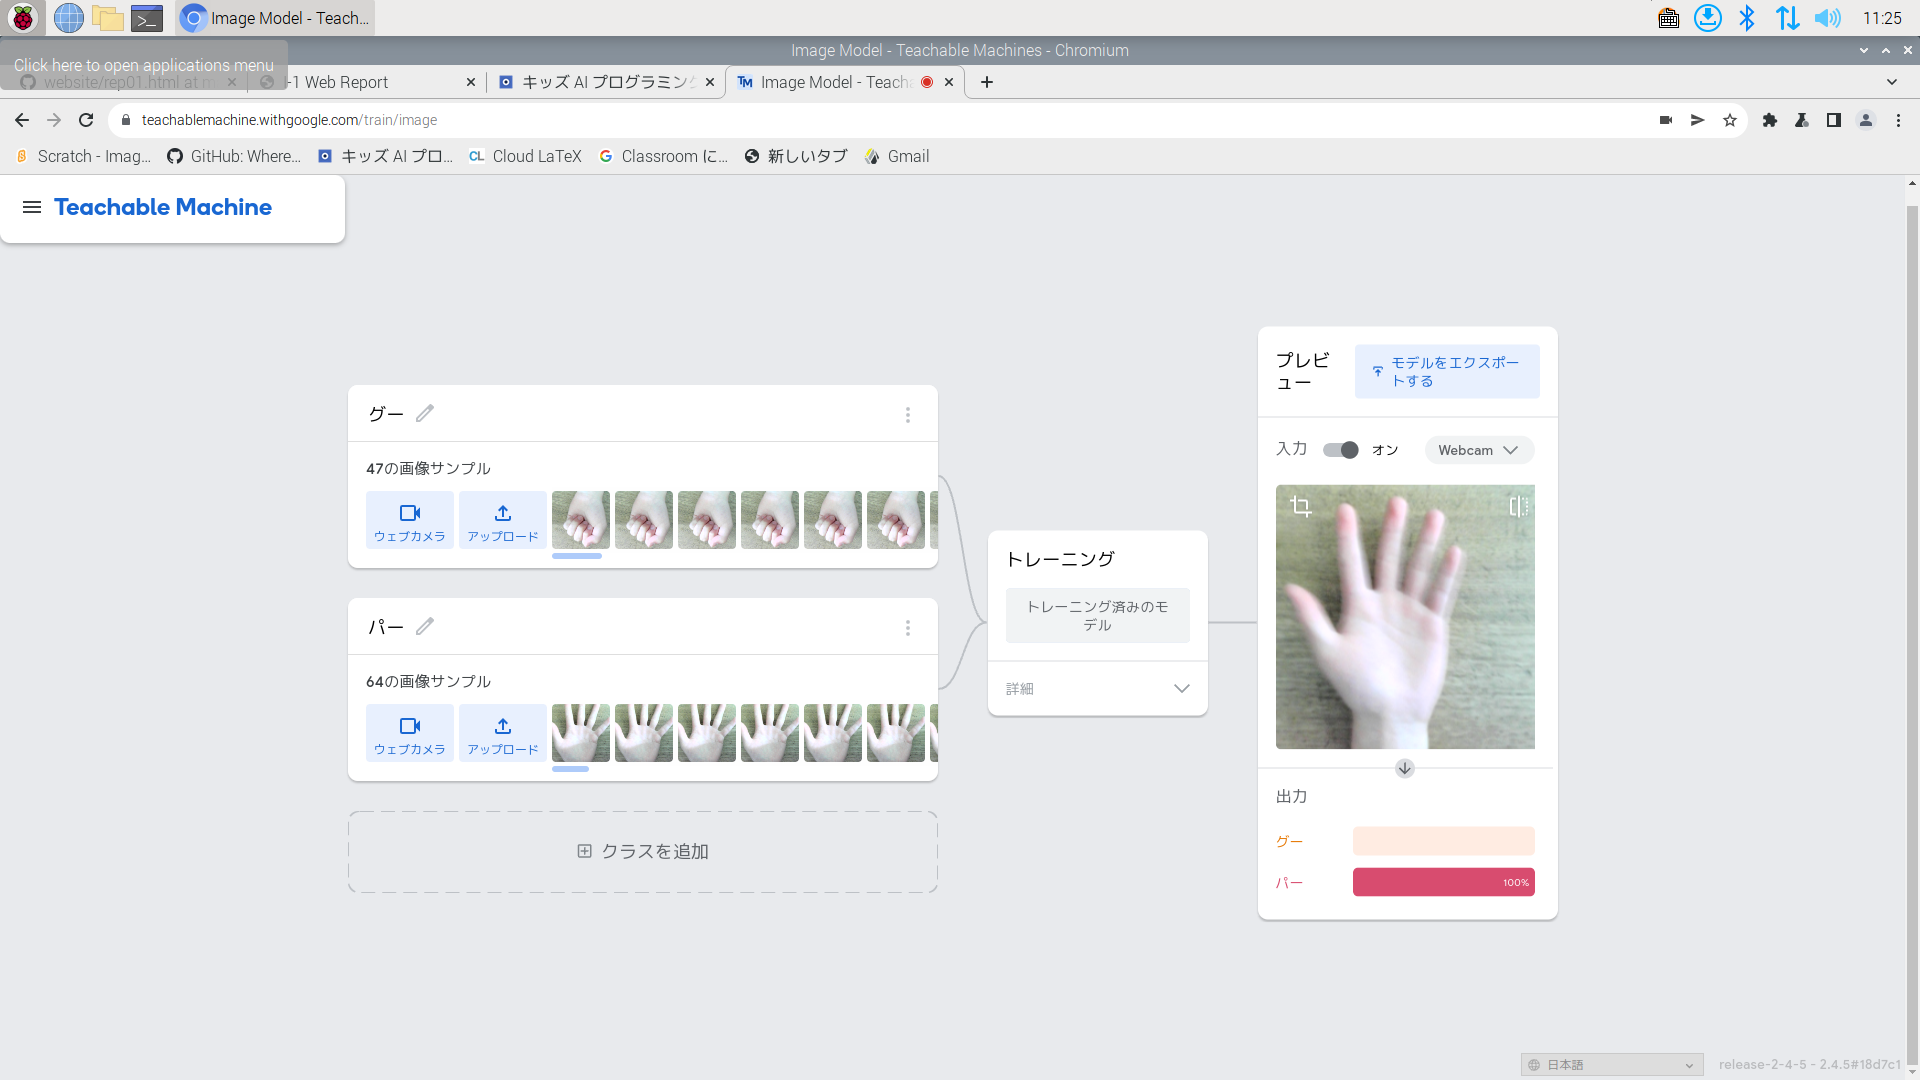 Image Model - Teach...
11:25
Image Model - Teachable Machines - Chromium
Click here to open applications menu
website/rep01.html at m
I-1 Web Report
キッズ AI プログラミング
Image Model - Teacha
teachablemachine.withgoogle.com/train/image
Scratch - Imag...
GitHub: Where...
キッズ AI プロ...
CL Cloud LaTeX
Classroom に...
新しいタブ
Gmail
Teachable Machine
グー
47の画像サンプル
ウェブカメラ
アップロード
パー
64の画像サンプル
ウェブカメラ
アップロード
クラスを追加
トレーニング
トレーニング済みのモ
デル
詳細
プレビ
ュー
モデルをエクスポー
トする
入力
オン
Webcam
出力
グー
パー
100%
日本語
release-2-4-5 - 2.4.5#18d7c1